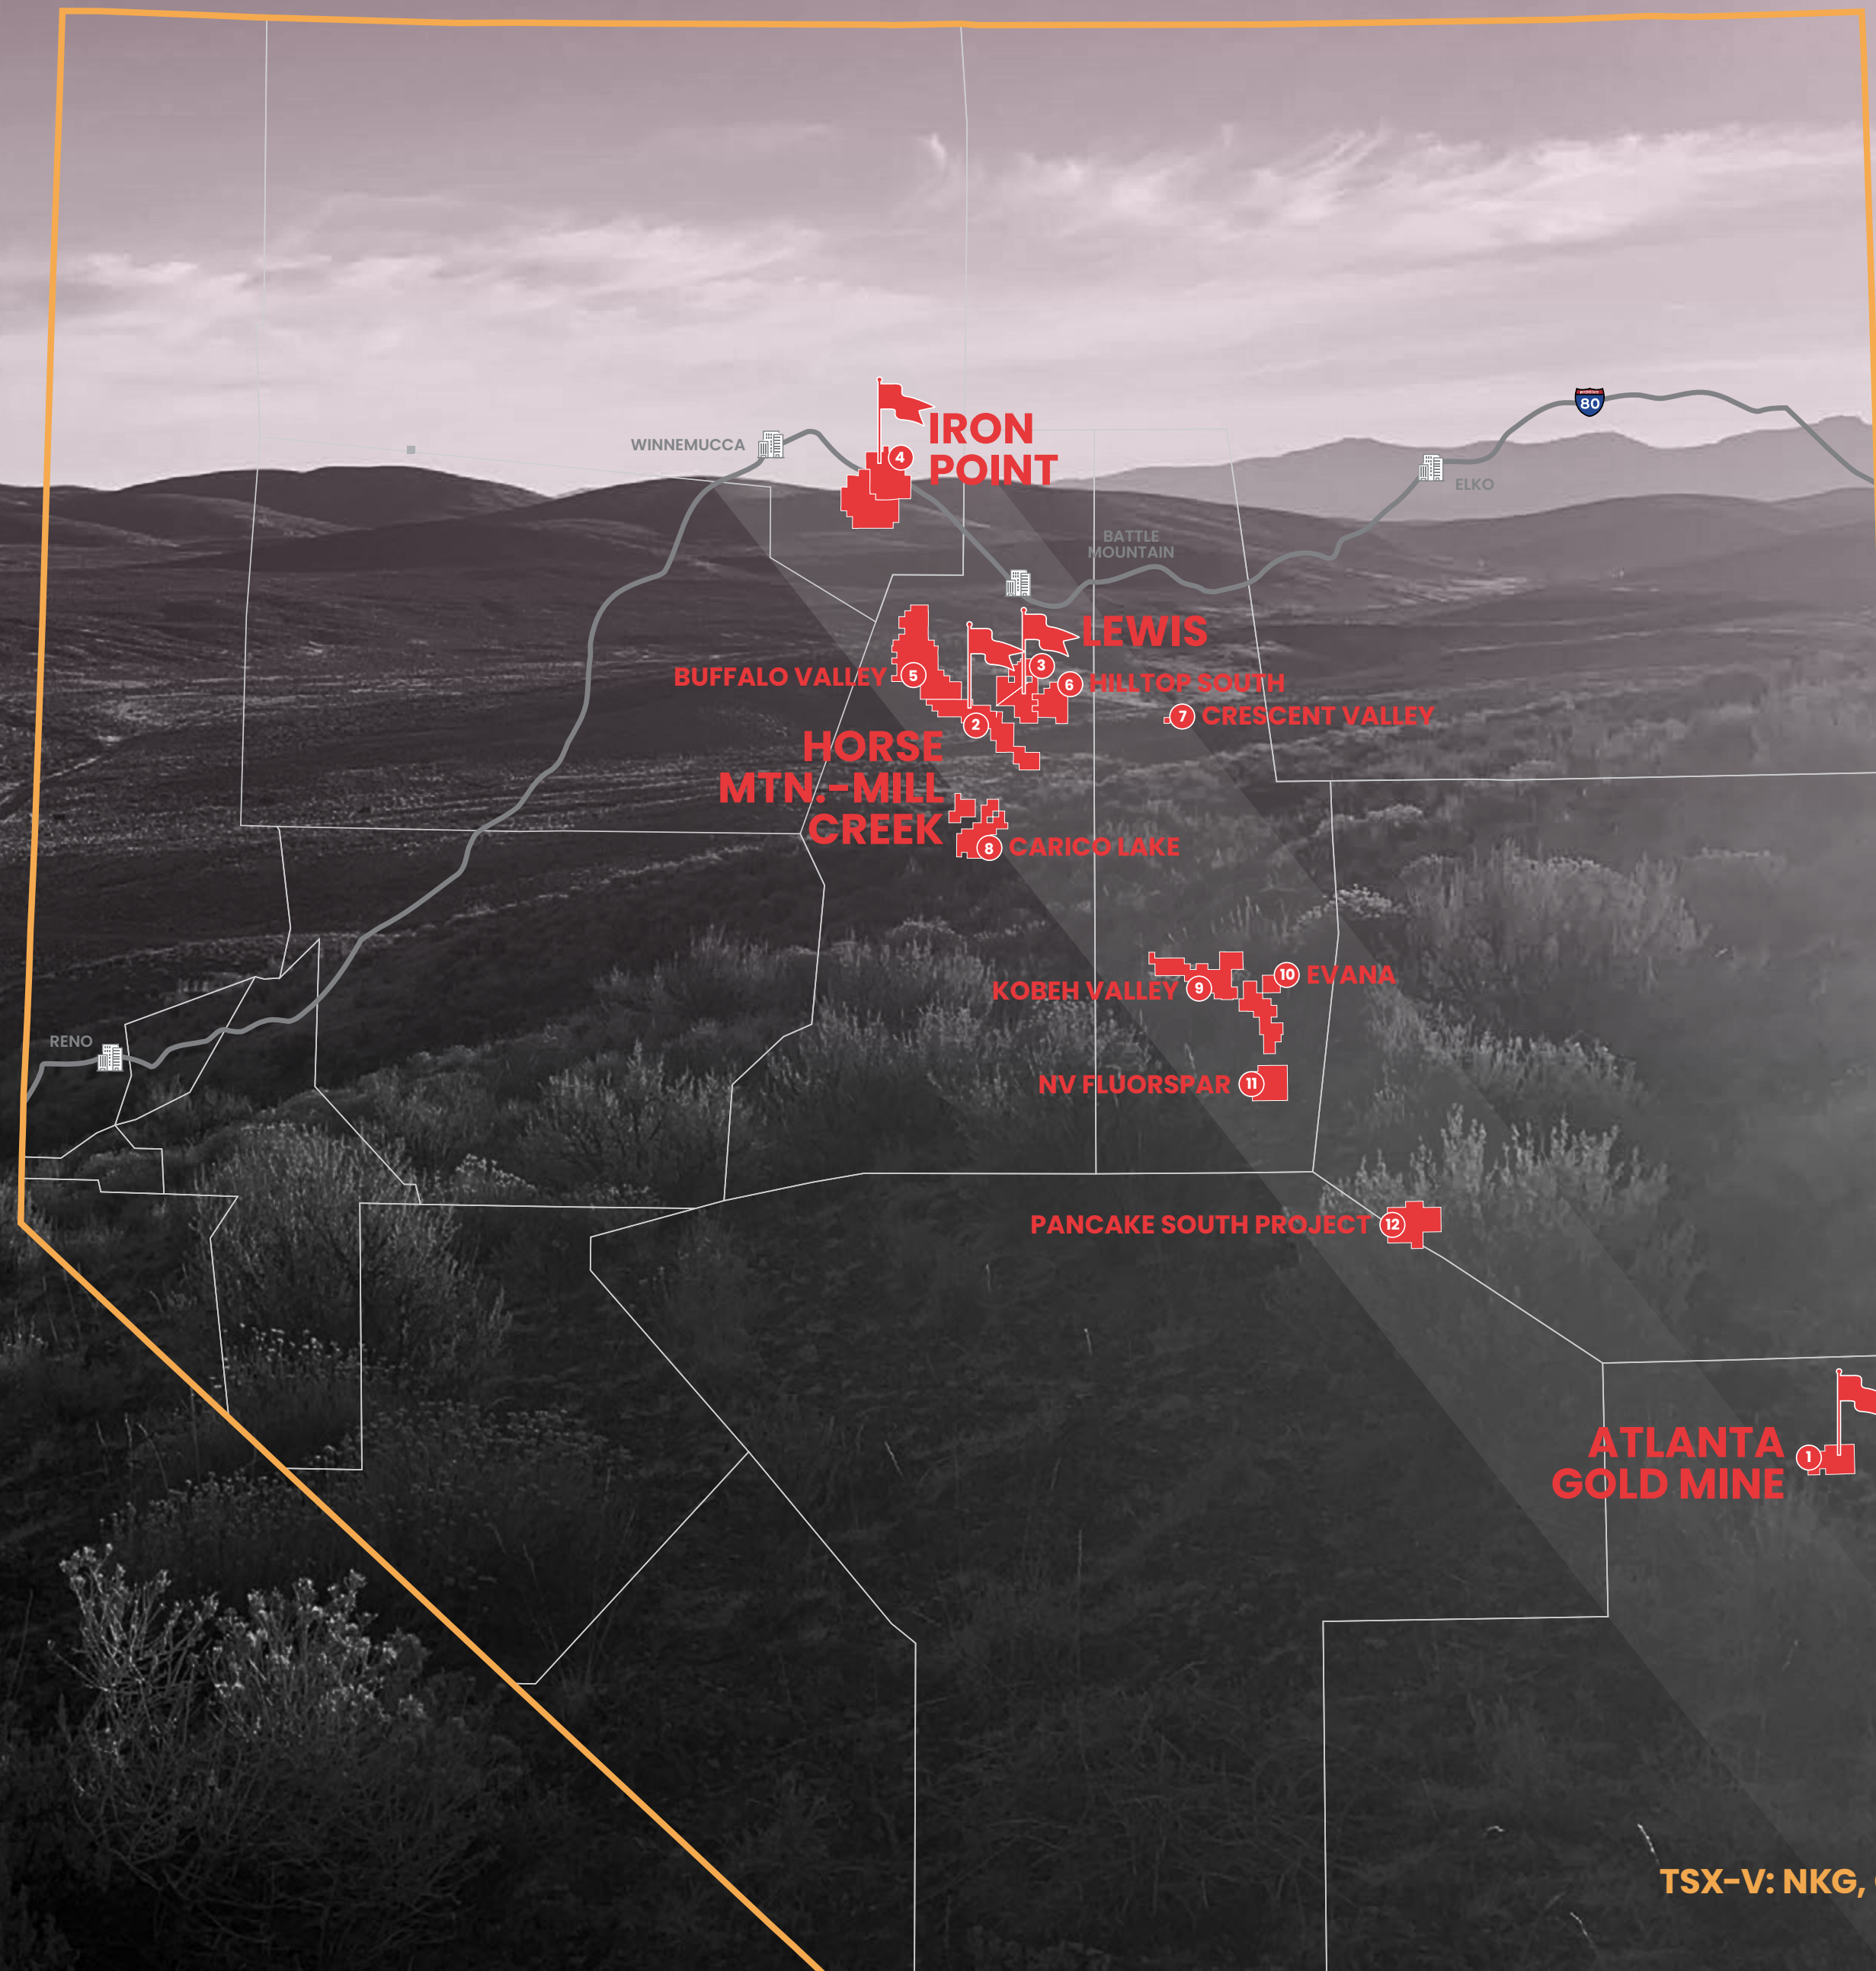 80
WINNEMUCCA
IRON
POINT
4
ELKO
BATTLE
MOUNTAIN
LEWIS
3
BUFFALO VALLEY
5
6
HILLTOP SOUTH
7
CRESCENT VALLEY
2
HORSE
MTN.-MILL
CREEK
8
CARICO LAKE
10
EVANA
KOBEH VALLEY
9
RENO
NV FLUORSPAR
11
PANCAKE SOUTH PROJECT
12
ATLANTA
GOLD MINE
1
TSX-V: NKG,